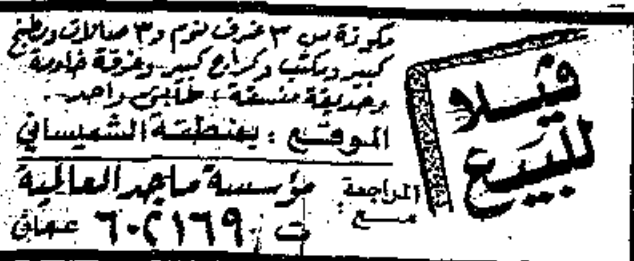 فيلا
للبيع
مكونة من ٣ غرف نوم و٣ صالات ومطبخ
كبير ومكتب وكراج كبير وغرفة خادمة
وحديقة منسقة، طابق واحد.
الموقع : بمنطقة الشميساني
المراجعة مع :
مؤسسة ماجد العالمية
ت ٦٠٢١٦٩ عمان